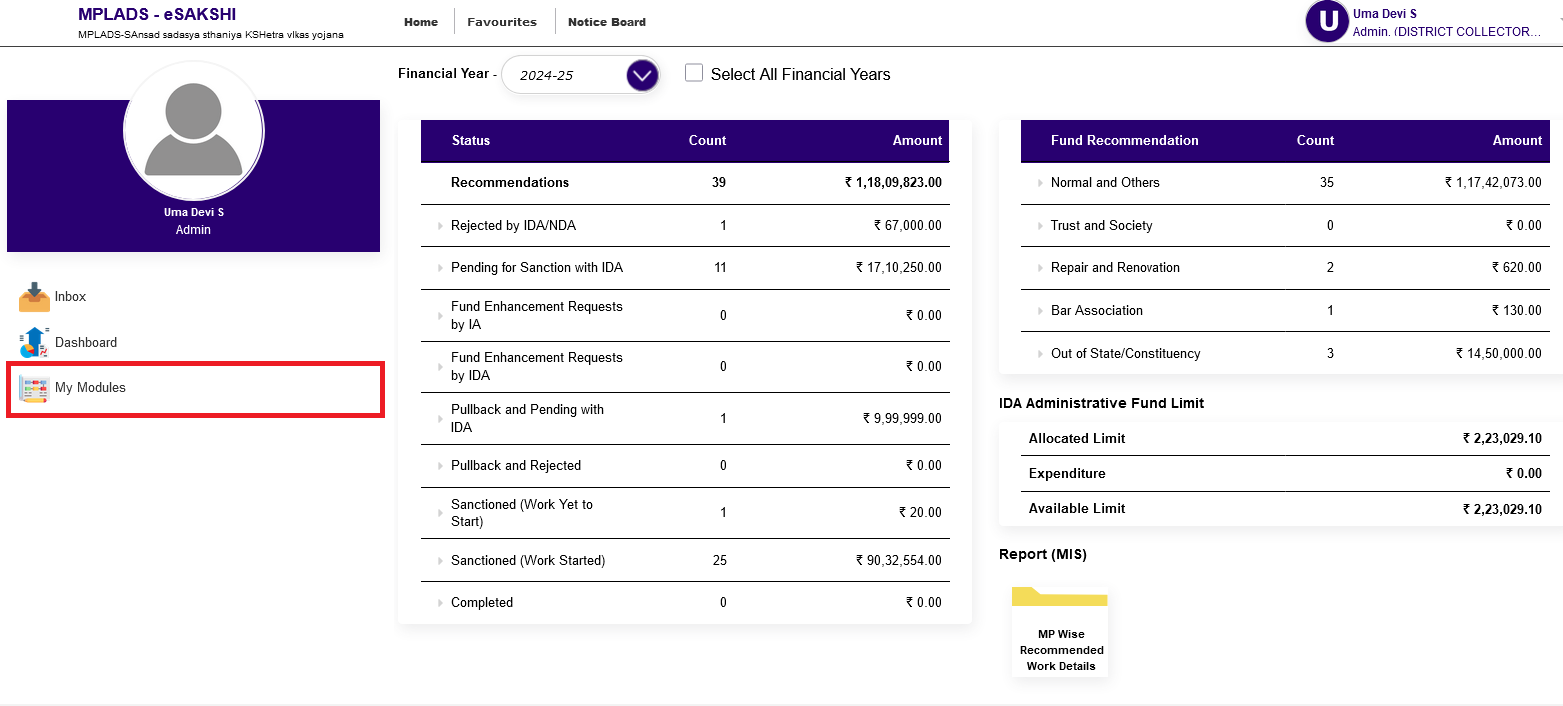 MPLADS - eSAKSHI
MPLADS-SAnsad sadasya sthaniya KSHetra vIkas yojana
Home
Favourites
Notice Board
U
Uma Devi S
Admin. (DISTRICT COLLECTOR...
Uma Devi S
Admin
Inbox
Dashboard
My Modules
Financial Year - 2024-25
Select All Financial Years
Status Count Amount
Recommendations 39 ₹ 1,18,09,823.00
Rejected by IDA/NDA 1 ₹ 67,000.00
Pending for Sanction with IDA 11 ₹ 17,10,250.00
Fund Enhancement Requests
by IA 0 ₹ 0.00
Fund Enhancement Requests
by IDA 0 ₹ 0.00
Pullback and Pending with
IDA 1 ₹ 9,99,999.00
Pullback and Rejected 0 ₹ 0.00
Sanctioned (Work Yet to
Start) 1 ₹ 20.00
Sanctioned (Work Started) 25 ₹ 90,32,554.00
Completed 0 ₹ 0.00
Fund Recommendation Count Amount
Normal and Others 35 ₹ 1,17,42,073.00
Trust and Society 0 ₹ 0.00
Repair and Renovation 2 ₹ 620.00
Bar Association 1 ₹ 130.00
Out of State/Constituency 3 ₹ 14,50,000.00
IDA Administrative Fund Limit
Allocated Limit ₹ 2,23,029.10
Expenditure ₹ 0.00
Available Limit ₹ 2,23,029.10
Report (MIS)
MP Wise
Recommended
Work Details